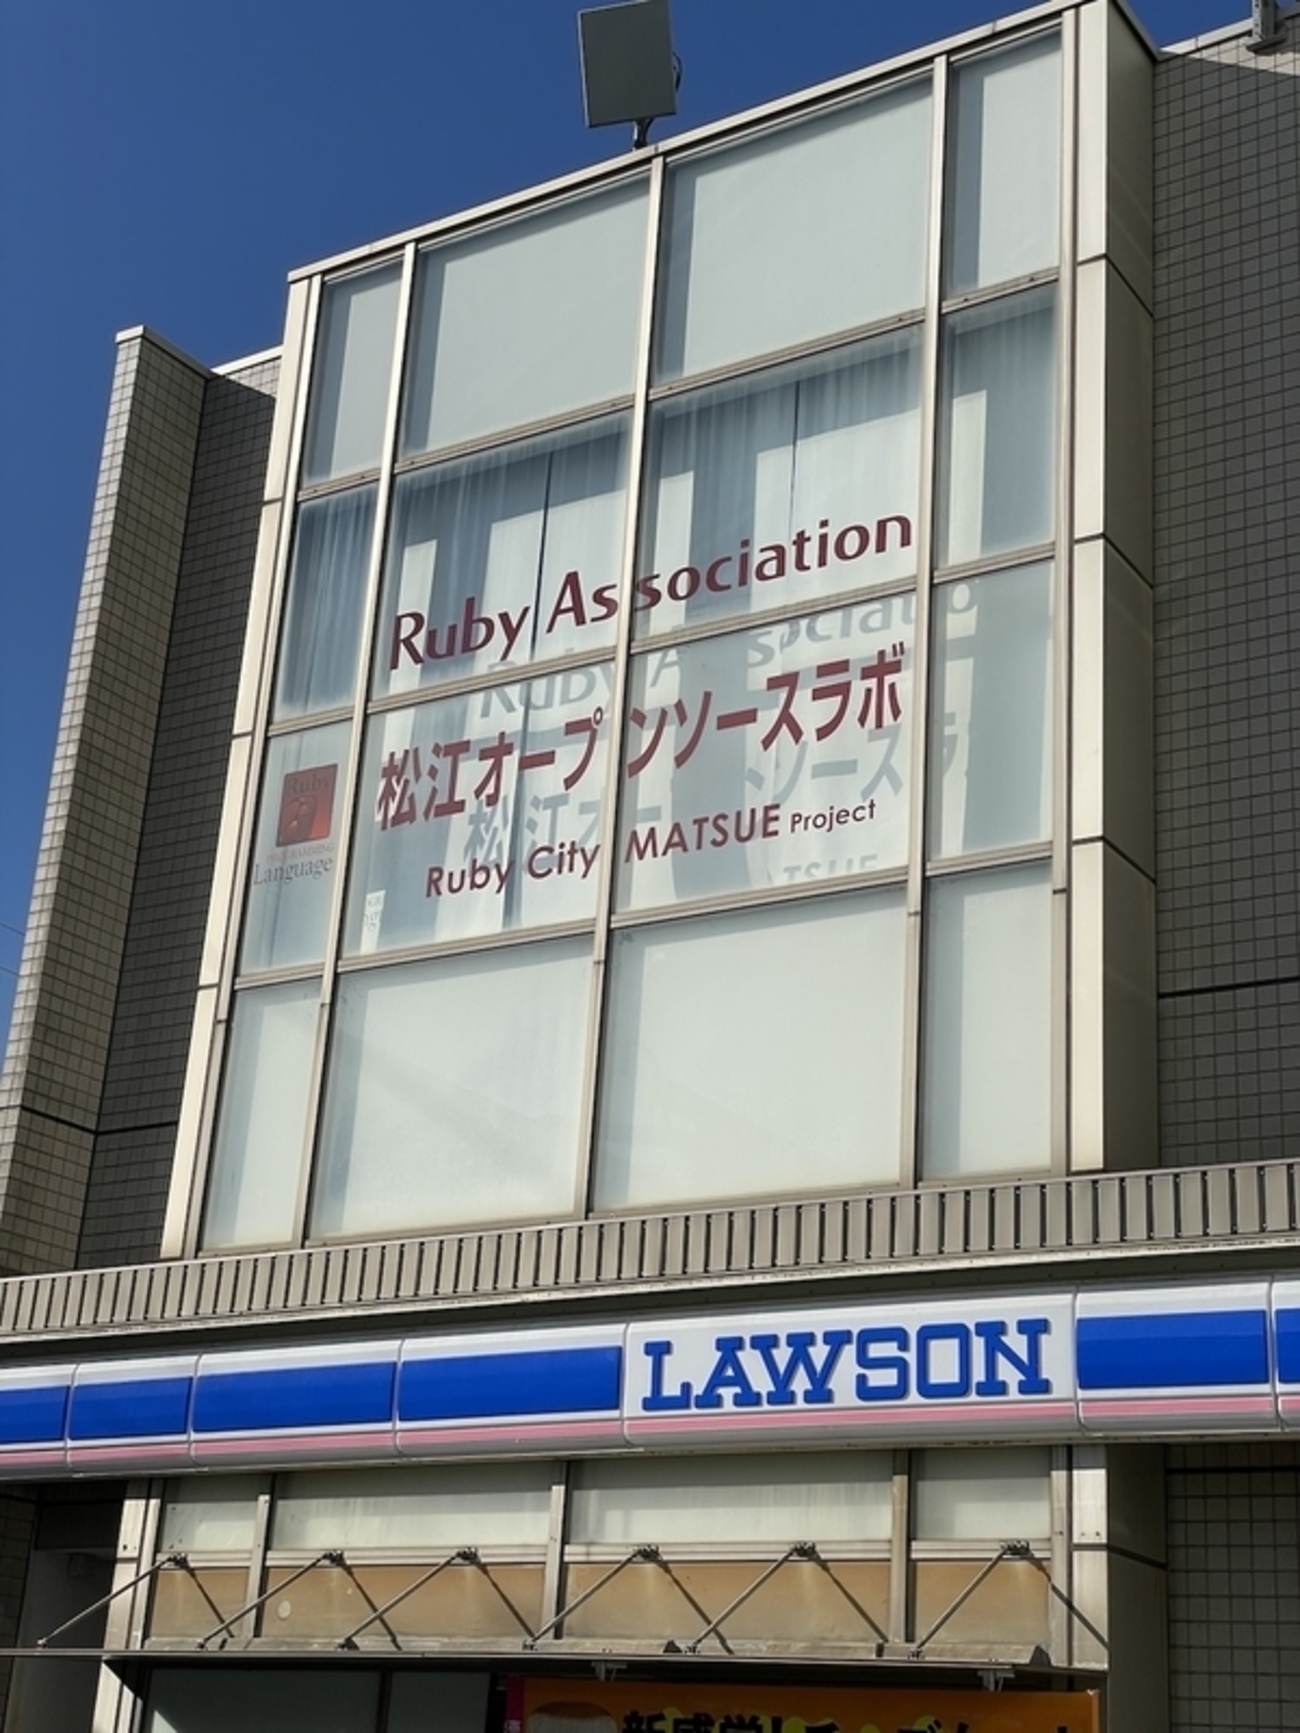 Ruby Association
松江オープンソースラボ
Ruby City MATSUE Project
Ruby
PROGRAMMING
Language
LAWSON